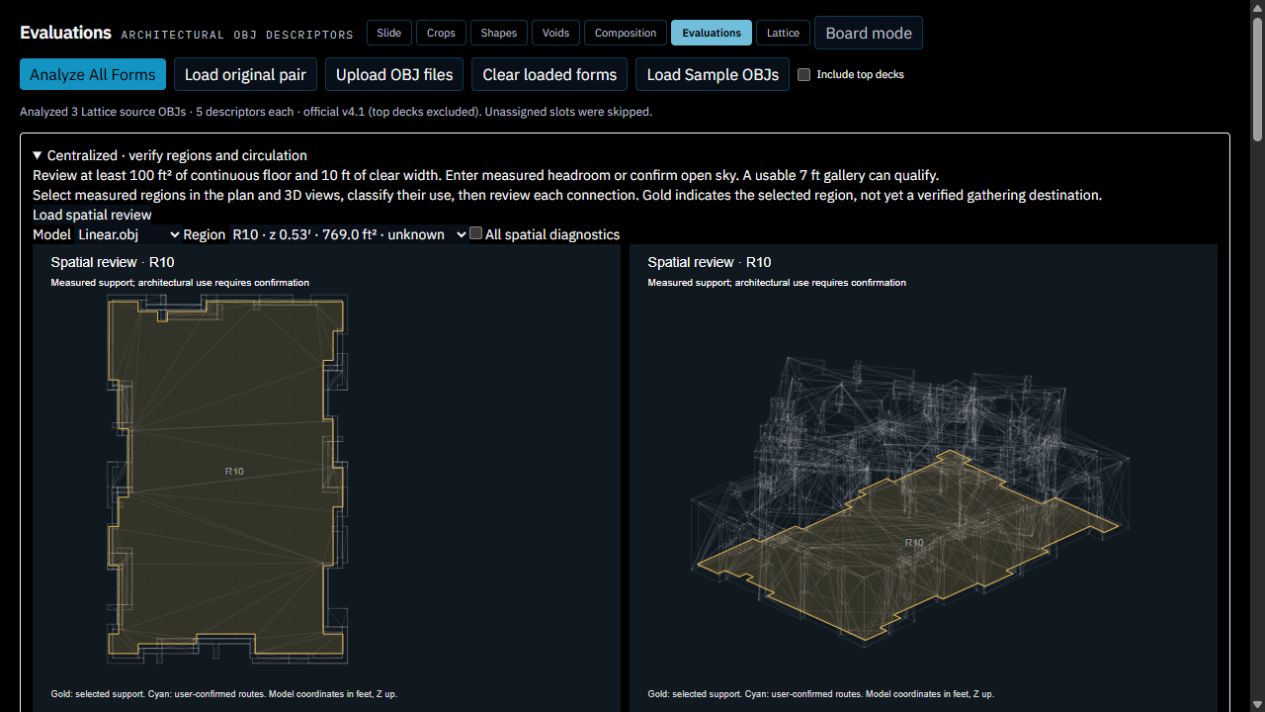 Evaluations ARCHITECTURAL OBJ DESCRIPTORS Slide Crops Shapes Voids Composition Evaluations Lattice Board mode
Analyze All Forms Load original pair Upload OBJ files Clear loaded forms Load Sample OBJs Include top decks
Analyzed 3 Lattice source OBJs · 5 descriptors each · official v4.1 (top decks excluded). Unassigned slots were skipped.
▼ Centralized · verify regions and circulation
Review at least 100 ft² of continuous floor and 10 ft of clear width. Enter measured headroom or confirm open sky. A usable 7 ft gallery can qualify.
Select measured regions in the plan and 3D views, classify their use, then review each connection. Gold indicates the selected region, not yet a verified gathering destination.
Load spatial review
Model Linear.obj Region R10 · z 0.53' · 769.0 ft² · unknown All spatial diagnostics
Spatial review · R10
Measured support; architectural use requires confirmation
R10
Gold: selected support. Cyan: user-confirmed routes. Model coordinates in feet, Z up.
Spatial review · R10
Measured support; architectural use requires confirmation
R10
Gold: selected support. Cyan: user-confirmed routes. Model coordinates in feet, Z up.